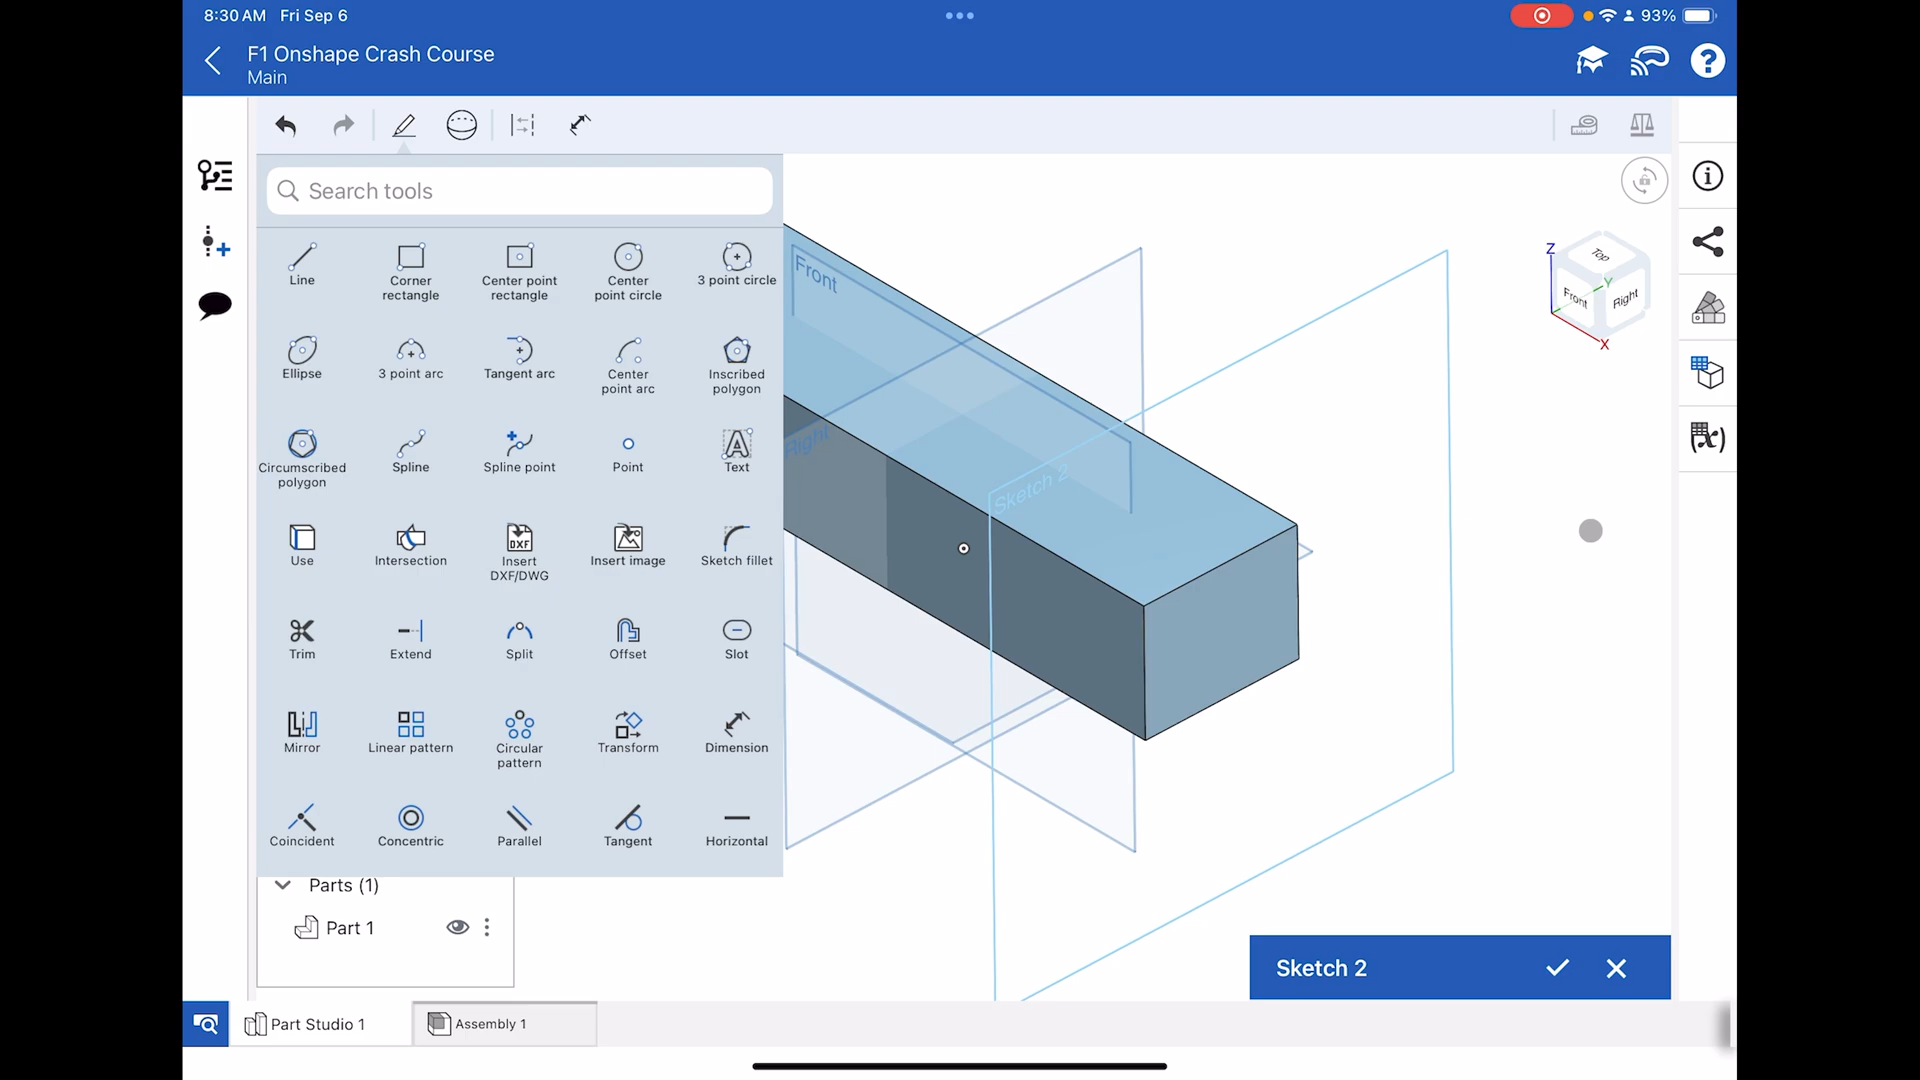 8:30 AM Fri Sep 6
93%
F1 Onshape Crash Course
Main
Search tools
Line
Corner rectangle
Center point rectangle
Center point circle
3 point circle
Ellipse
3 point arc
Tangent arc
Center point arc
Inscribed polygon
Circumscribed polygon
Spline
Spline point
Point
Text
Use
Intersection
DXF
Insert DXF/DWG
Insert image
Sketch fillet
Trim
Extend
Split
Offset
Slot
Mirror
Linear pattern
Circular pattern
Transform
Dimension
Coincident
Concentric
Parallel
Tangent
Horizontal
Front
Right
Sketch 2
Z
Top
Y
Front
Right
X
Parts (1)
Part 1
Sketch 2
Part Studio 1
Assembly 1